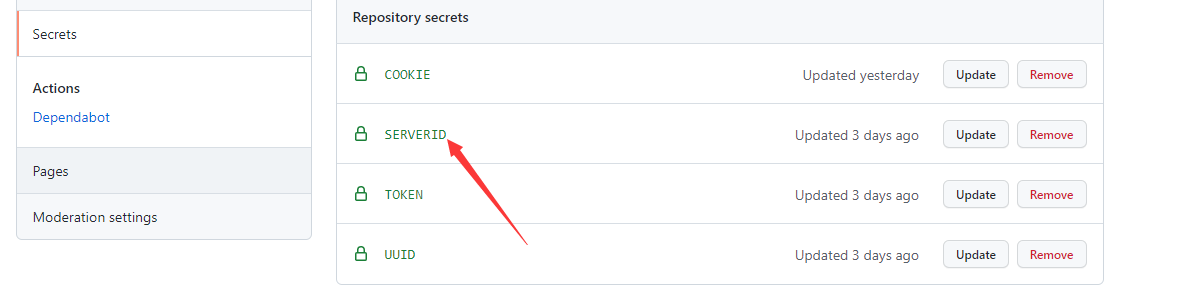 Secrets
Actions
Dependabot
Pages
Moderation settings
Repository secrets
COOKIE Updated yesterday Update Remove
SERVERID Updated 3 days ago Update Remove
TOKEN Updated 3 days ago Update Remove
UUID Updated 3 days ago Update Remove